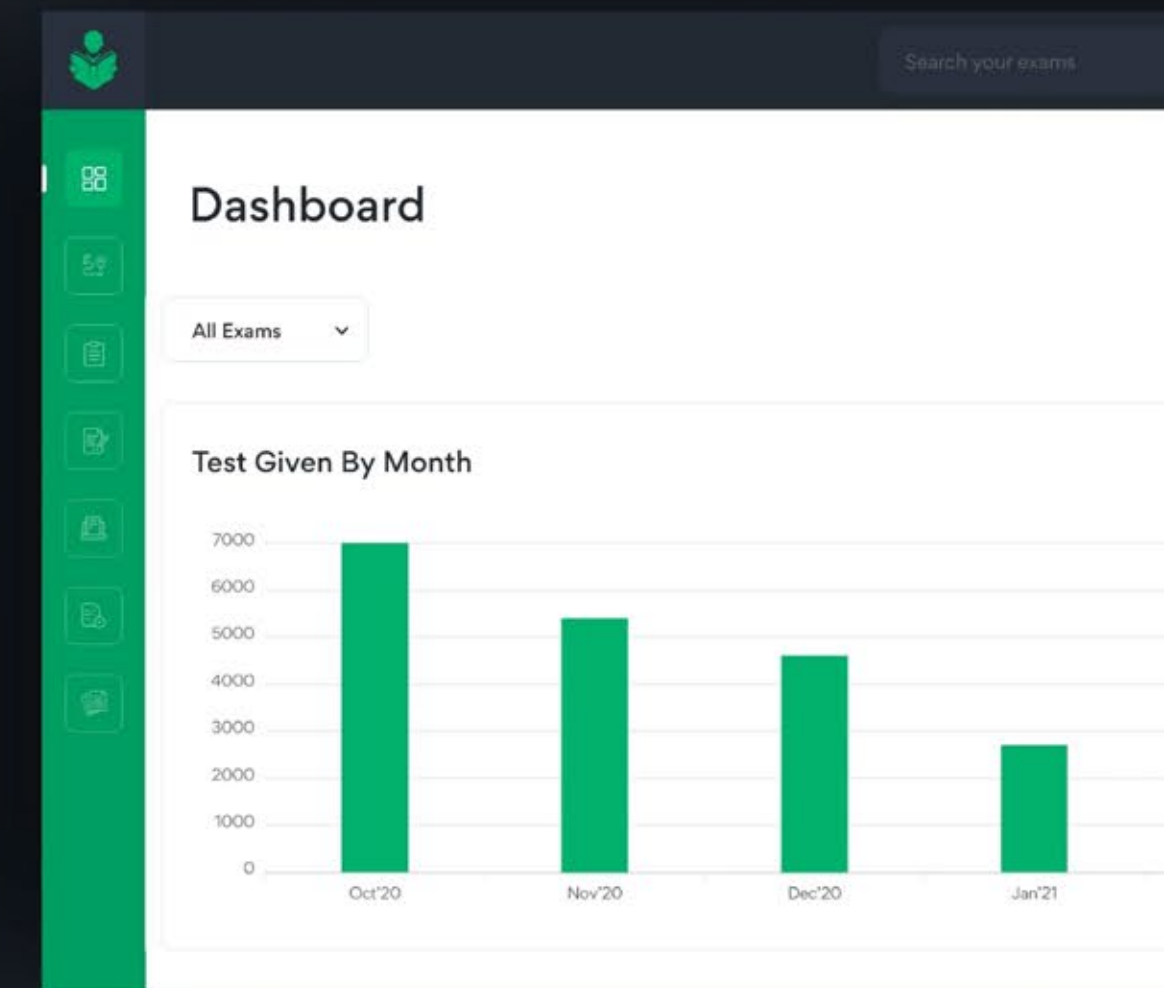 Search your exams
Dashboard
All Exams
Test Given By Month
7000
6000
5000
4000
3000
2000
1000
0
Oct'20 Nov'20 Dec'20 Jan'21